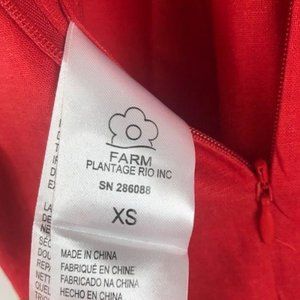 FARM
PLANTAGE RIO INC
SN 286088
XS
MADE IN CHINA
FABRIQUÉ EN CHINE
FABRICADO NA CHINA
HECHO EN CHINA